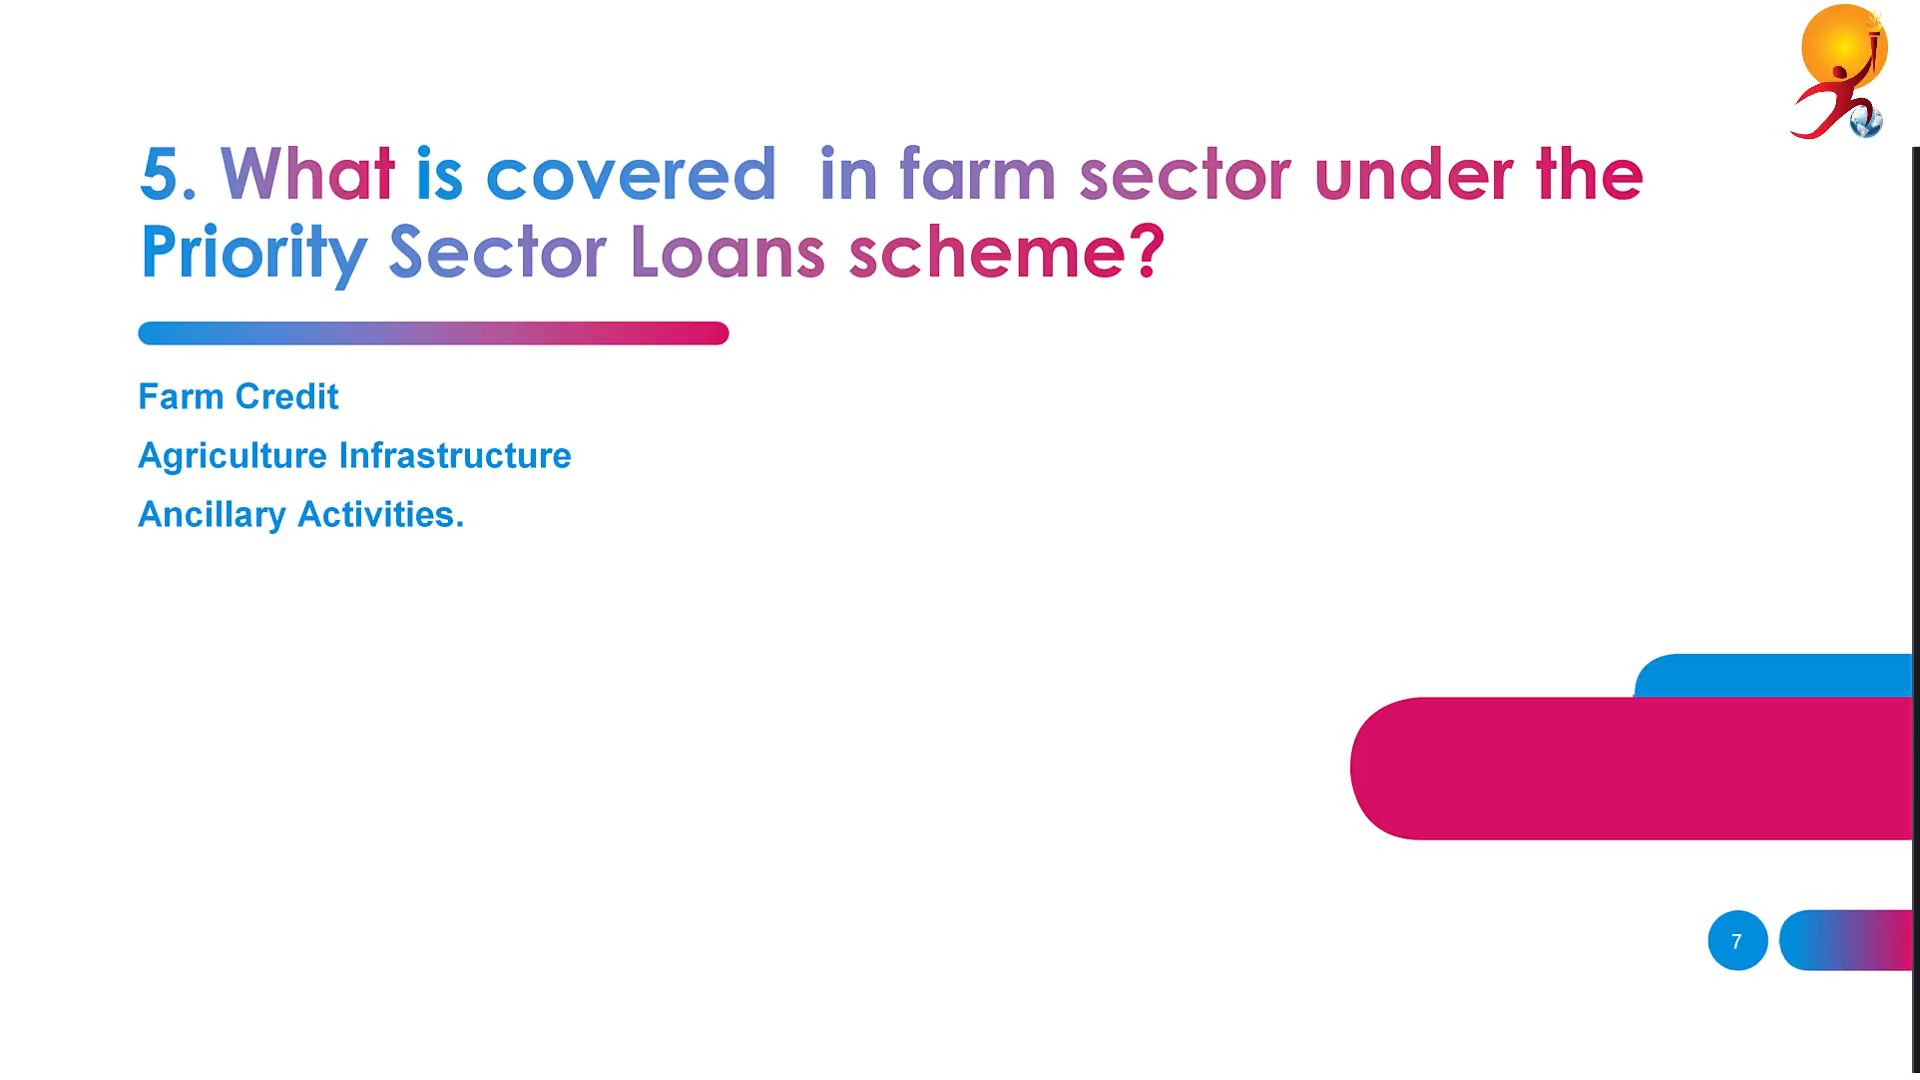 5. What is covered  in farm sector under the
Priority Sector Loans scheme?
Farm Credit
Agriculture Infrastructure
Ancillary Activities.
7